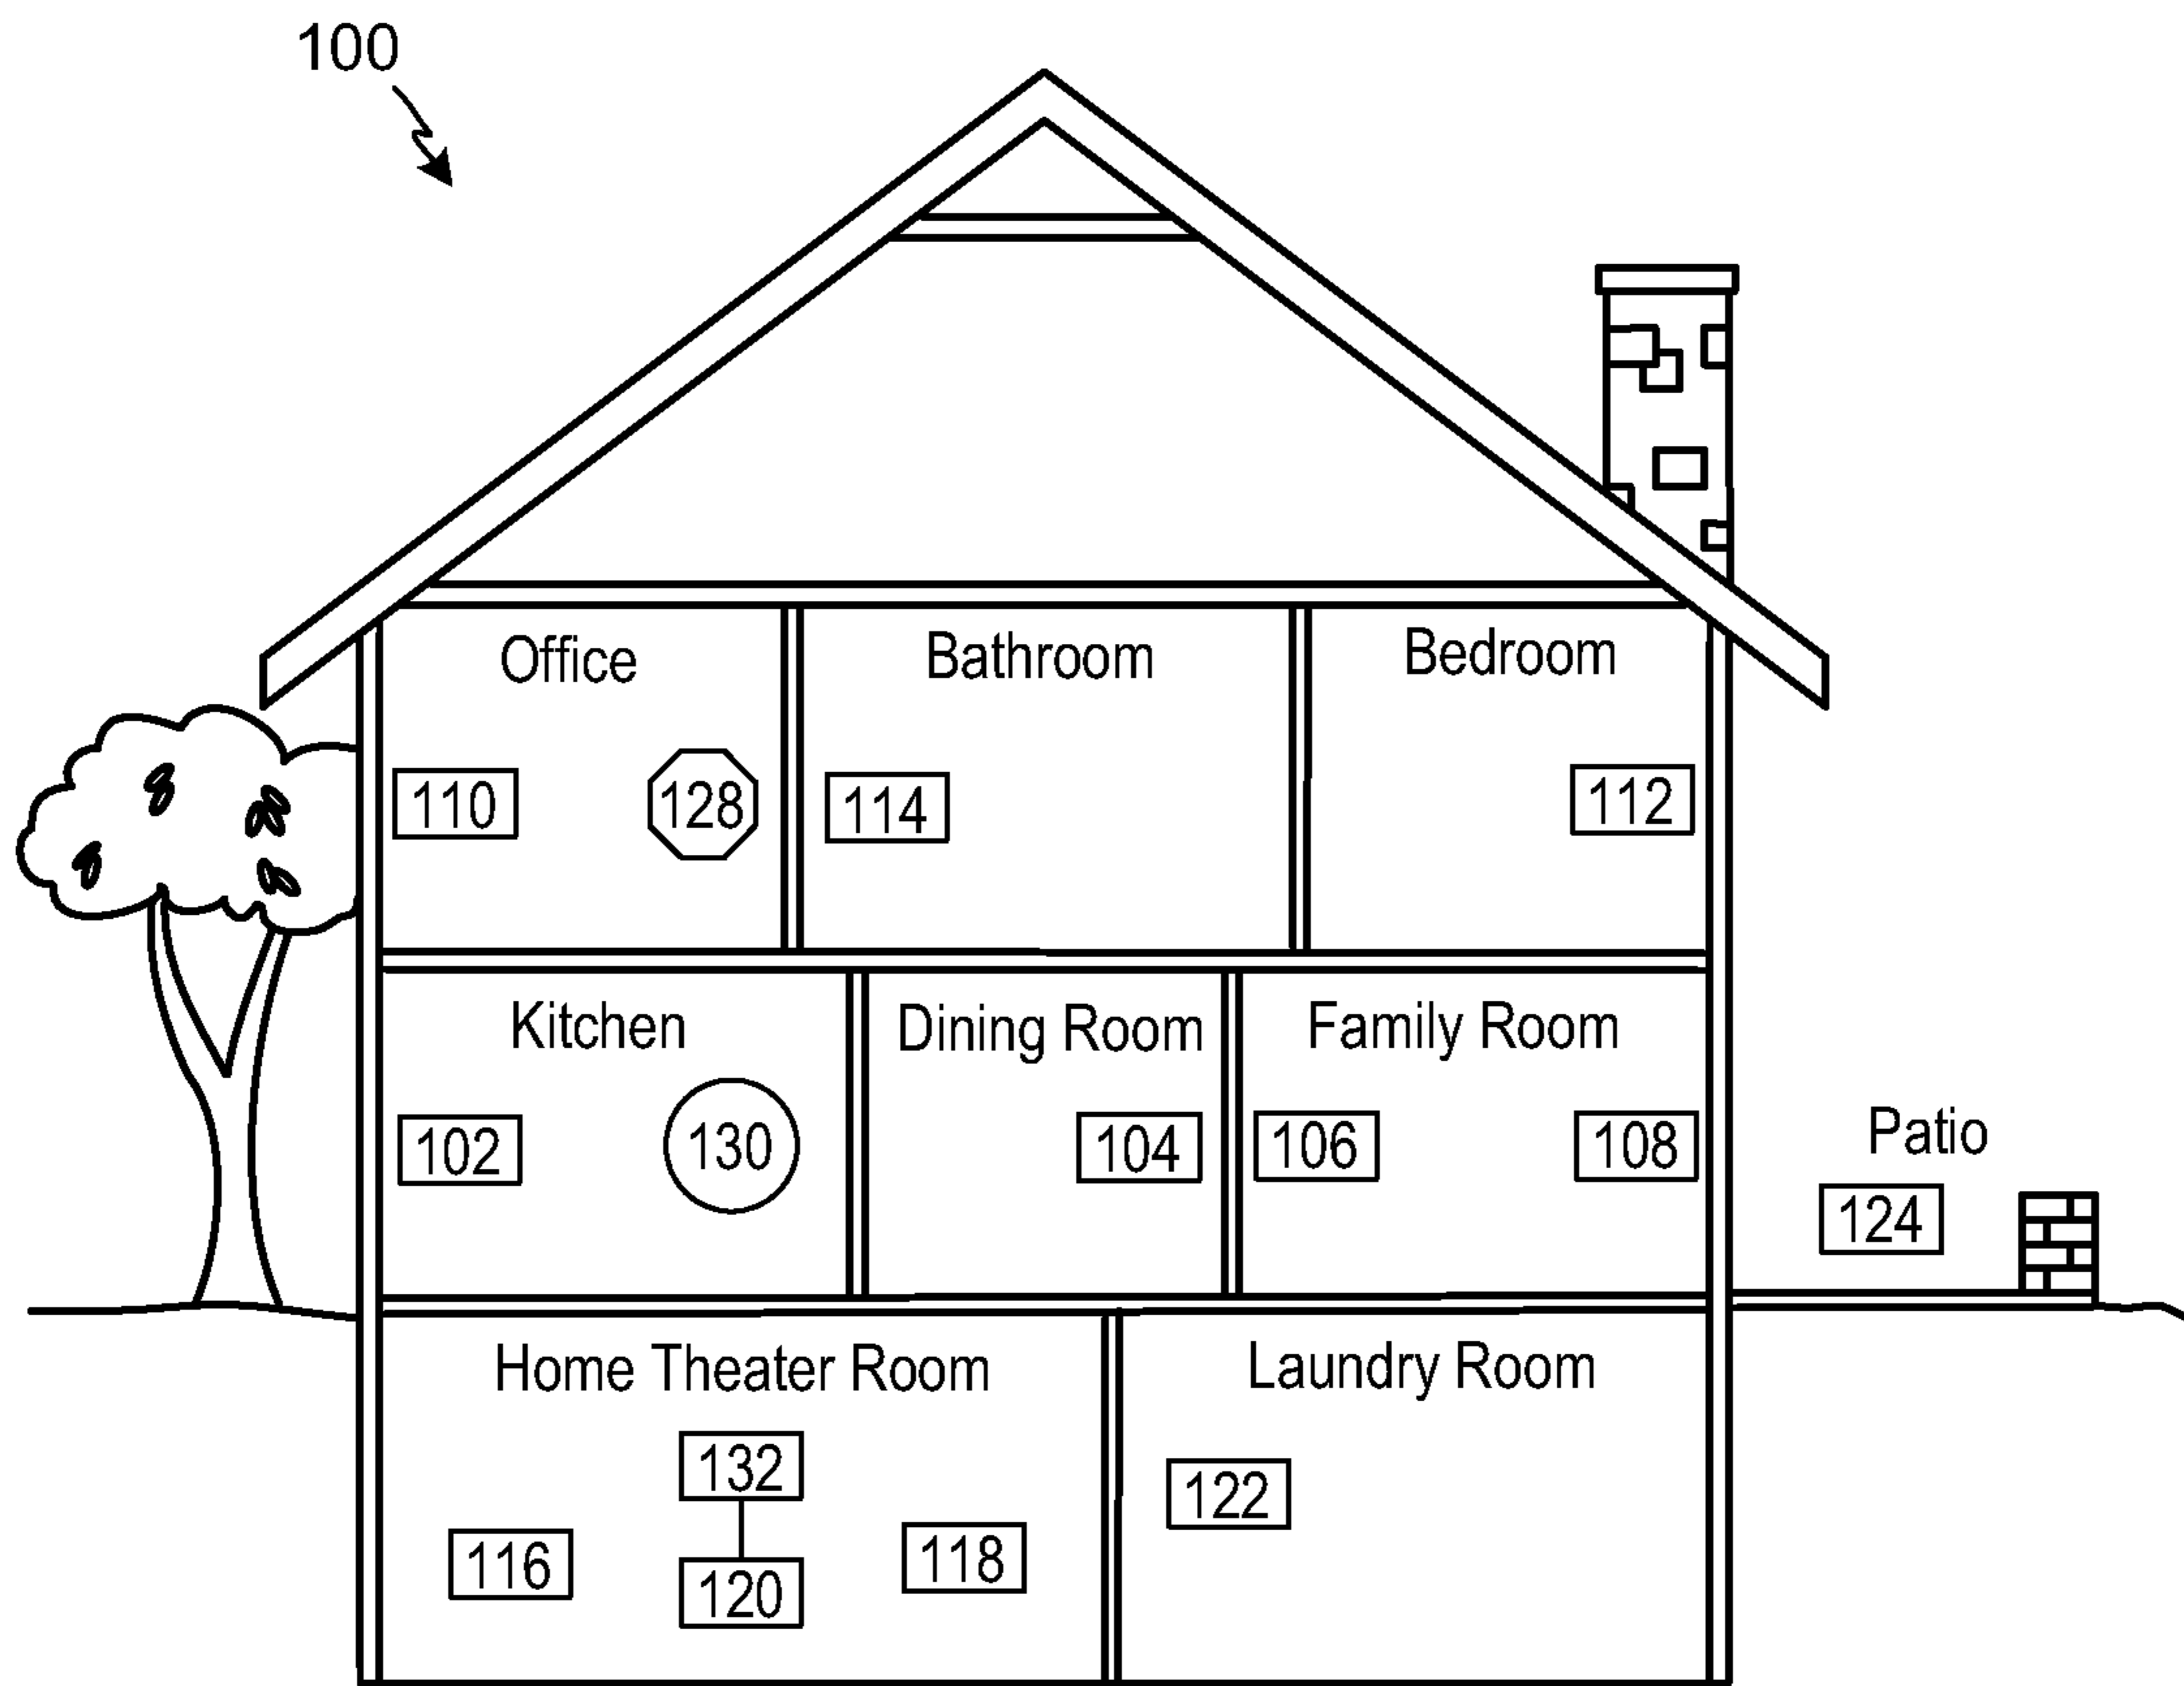 100
Office
Bathroom
Bedroom
110
128
114
112
Kitchen
Dining Room
Family Room
102
130
104
106
108
Patio
124
Home Theater Room
Laundry Room
132
122
116
120
118